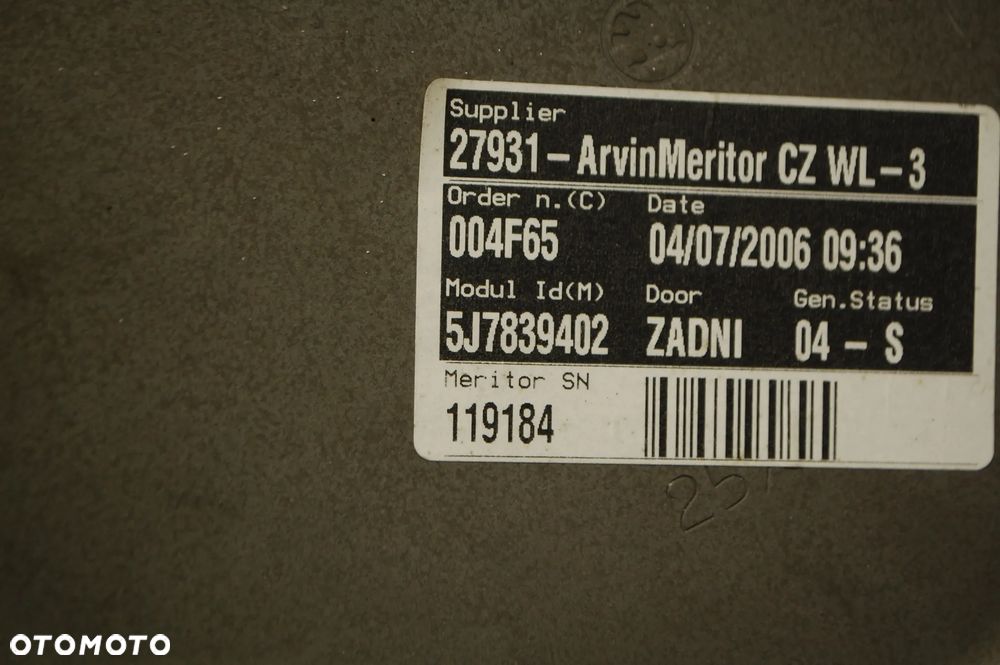 Supplier
27931 - ArvinMeritor CZ WL - 3
Order n.(C) Date
004F65 04/07/2006 09:36
Modul Id(M) Door Gen.Status
5J7839402 ZADNI 04 - S
Meritor SN
119184
OTOMOTO